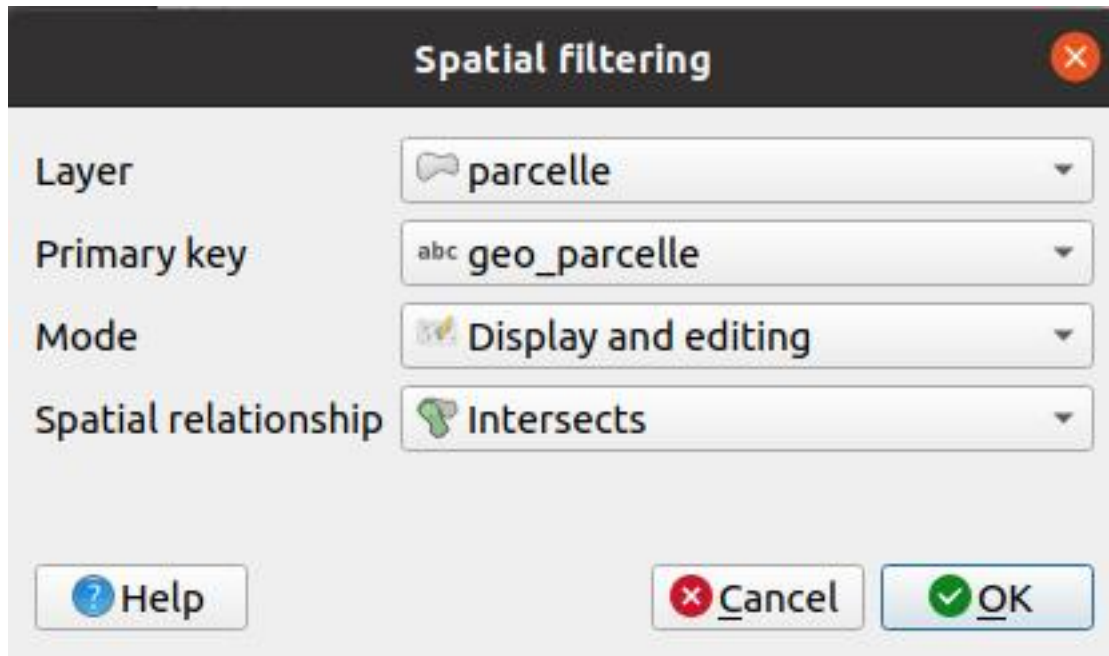 Spatial filtering
Layer parcelle
Primary key abc geo_parcelle
Mode Display and editing
Spatial relationship Intersects
? Help Cancel OK